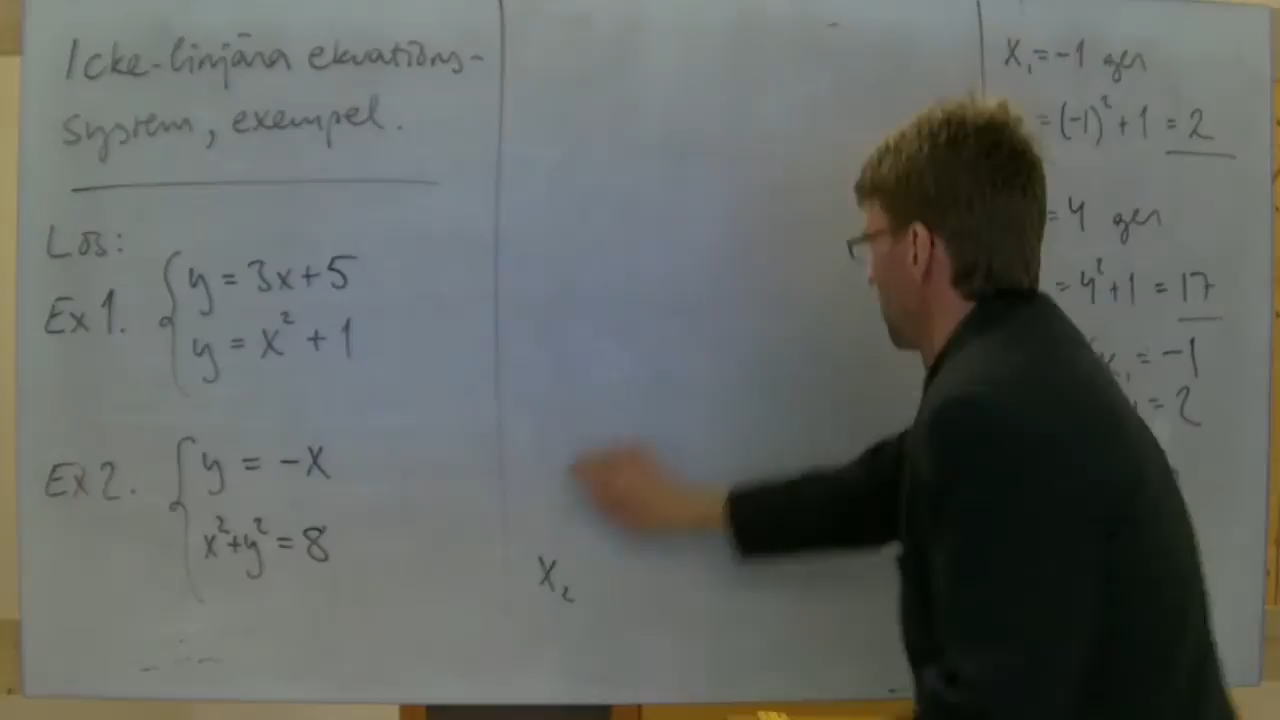 Icke-linjära ekvations-
system, exempel.
Lös:
Ex 1. { y = 3x+5
y = x² + 1
Ex 2. { y = -x
x²+y² = 8
x₂
x₁ = -1 ger
= (-1)² + 1 = 2
= 4 ger
= 4² + 1 = 17
x₁ = -1
= 2